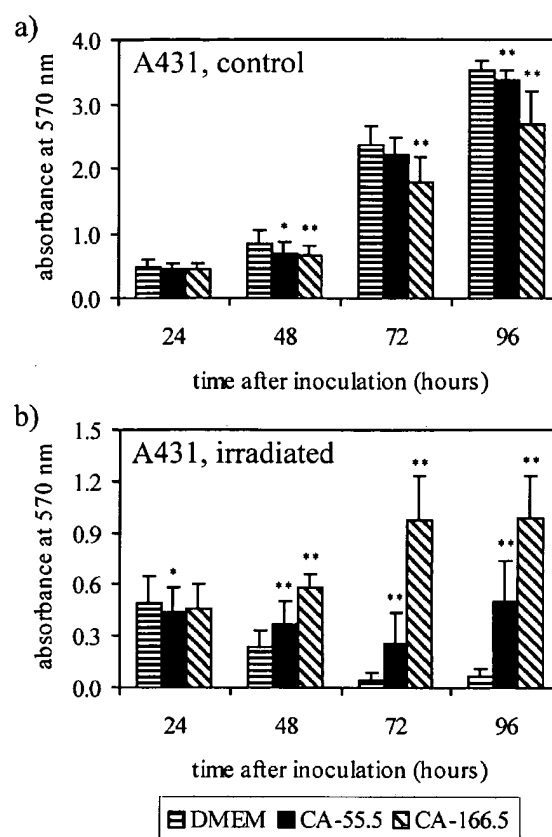 a)
A431, control
absorbance at 570 nm
4.0
3.0
2.0
1.0
0.0
* **
**
** **
24 48 72 96
time after inoculation (hours)
b)
A431, irradiated
absorbance at 570 nm
1.5
1.2
0.9
0.6
0.3
0.0
*
** **
** **
** **
24 48 72 96
time after inoculation (hours)
DMEM CA-55.5 CA-166.5